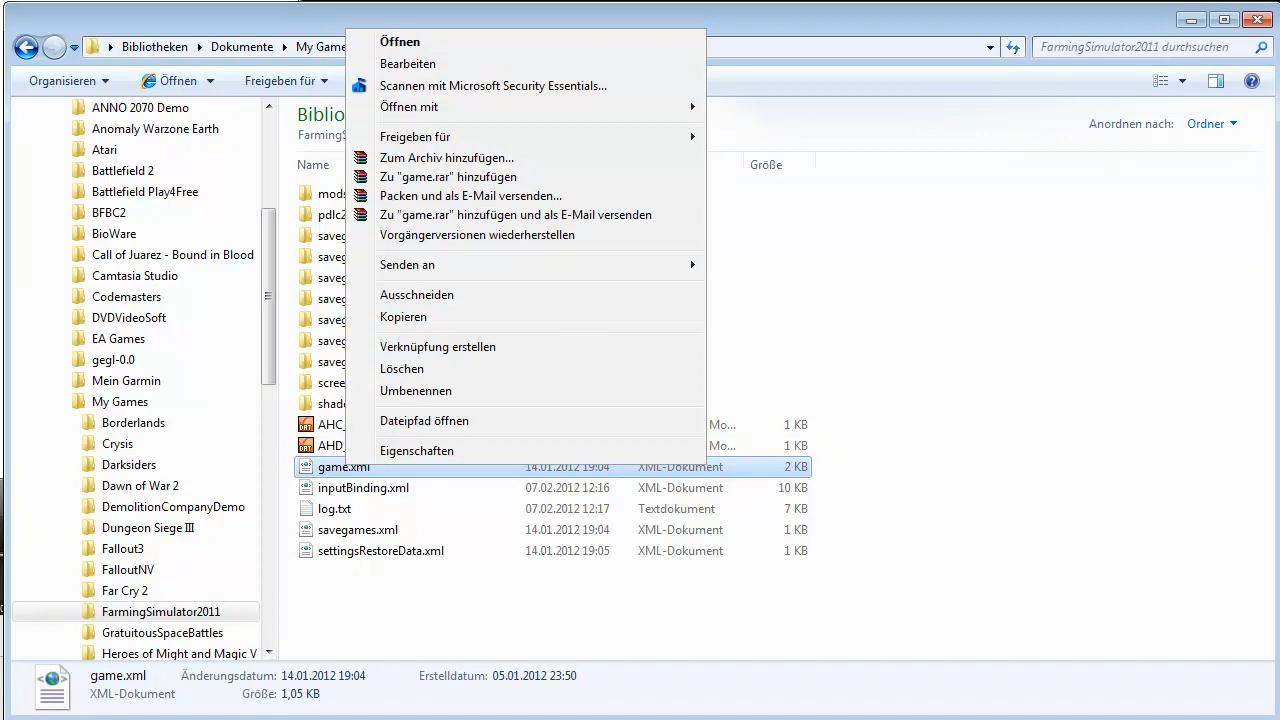 Bibliotheken Dokumente My Game
FarmingSimulator2011 durchsuchen
Organisieren Öffnen Freigeben für
ANNO 2070 Demo
Anomaly Warzone Earth
Atari
Battlefield 2
Battlefield Play4Free
BFBC2
BioWare
Call of Juarez - Bound in Blood
Camtasia Studio
Codemasters
DVDVideoSoft
EA Games
gegl-0.0
Mein Garmin
My Games
Borderlands
Crysis
Darksiders
Dawn of War 2
DemolitionCompanyDemo
Dungeon Siege III
Fallout3
FalloutNV
Far Cry 2
FarmingSimulator2011
GratuitousSpaceBattles
Heroes of Might and Magic V
Biblio
FarmingS
Anordnen nach: Ordner
Name Größe
mods
pdlc2
saveg
saveg
saveg
saveg
saveg
saveg
saveg
scree
shade
AHC_ Mo... 1 KB
AHD_ Mo... 1 KB
game.xml 14.01.2012 19:04 XML-Dokument 2 KB
inputBinding.xml 07.02.2012 12:16 XML-Dokument 10 KB
log.txt 07.02.2012 12:17 Textdokument 7 KB
savegames.xml 14.01.2012 19:04 XML-Dokument 1 KB
settingsRestoreData.xml 14.01.2012 19:05 XML-Dokument 1 KB
Öffnen
Bearbeiten
Scannen mit Microsoft Security Essentials...
Öffnen mit
Freigeben für
Zum Archiv hinzufügen...
Zu "game.rar" hinzufügen
Packen und als E-Mail versenden...
Zu "game.rar" hinzufügen und als E-Mail versenden
Vorgängerversionen wiederherstellen
Senden an
Ausschneiden
Kopieren
Verknüpfung erstellen
Löschen
Umbenennen
Dateipfad öffnen
Eigenschaften
game.xml Änderungsdatum: 14.01.2012 19:04 Erstelldatum: 05.01.2012 23:50
XML-Dokument Größe: 1,05 KB